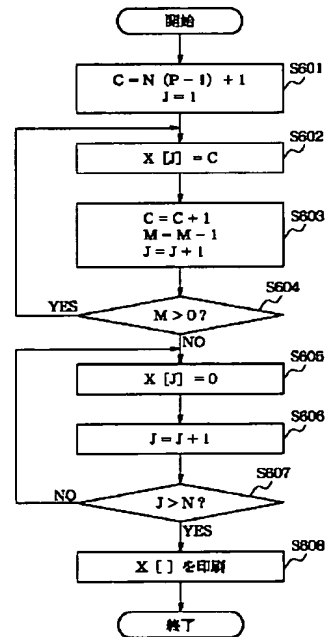 開始
C=N (P-1) +1
J=1
S601
X [J] =C
S602
C=C+1
M=M-1
J=J+1
S603
M>0?
S604
YES
NO
X [J] =0
S605
J=J+1
S606
J>N?
S607
NO
YES
X [ ] を印刷
S608
終了